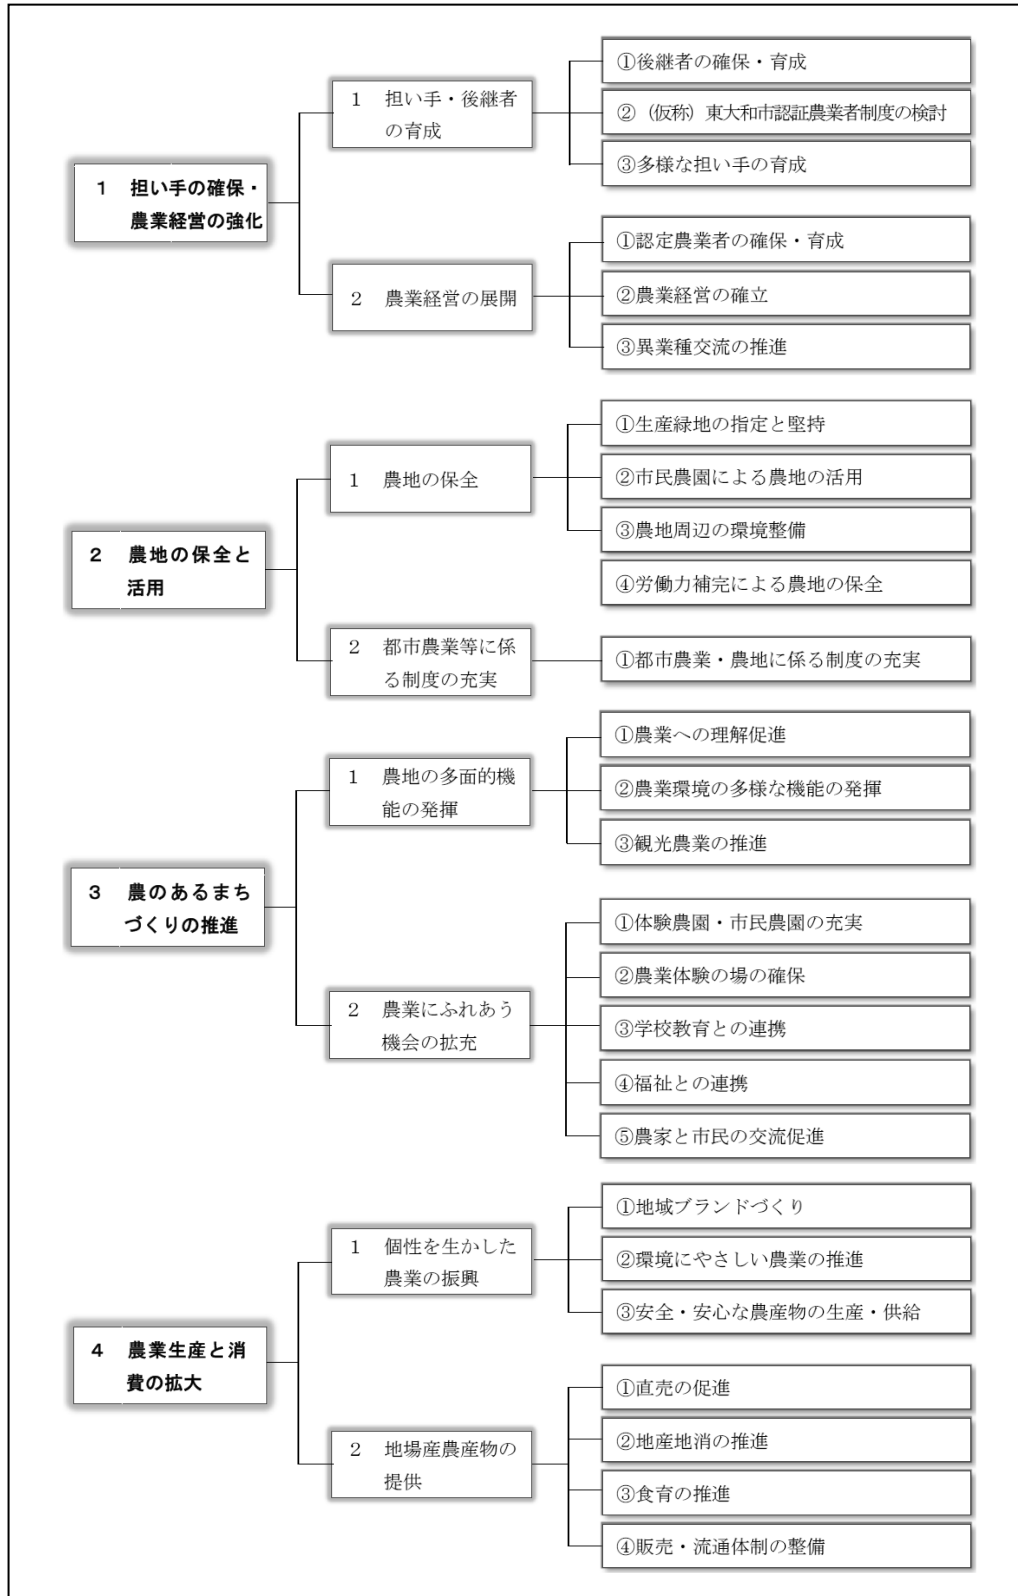 1 担い手の確保・
農業経営の強化
1 担い手・後継者
の育成
①後継者の確保・育成
②（仮称）東大和市認証農業者制度の検討
③多様な担い手の育成
2 農業経営の展開
①認定農業者の確保・育成
②農業経営の確立
③異業種交流の推進
2 農地の保全と
活用
1 農地の保全
①生産緑地の指定と堅持
②市民農園による農地の活用
③農地周辺の環境整備
④労働力補完による農地の保全
2 都市農業等に係
る制度の充実
①都市農業・農地に係る制度の充実
3 農のあるまち
づくりの推進
1 農地の多面的機
能の発揮
①農業への理解促進
②農業環境の多様な機能の発揮
③観光農業の推進
2 農業にふれあう
機会の拡充
①体験農園・市民農園の充実
②農業体験の場の確保
③学校教育との連携
④福祉との連携
⑤農家と市民の交流促進
4 農業生産と消
費の拡大
1 個性を生かした
農業の振興
①地域ブランドづくり
②環境にやさしい農業の推進
③安全・安心な農産物の生産・供給
2 地場産農産物の
提供
①直売の促進
②地産地消の推進
③食育の推進
④販売・流通体制の整備